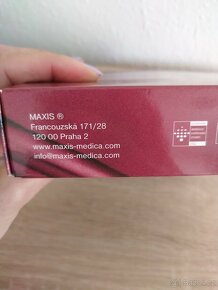 MAXIS ®
Francouzská 171/28
120 00 Praha 2
www.maxis-medica.com
info@maxis-medica.com